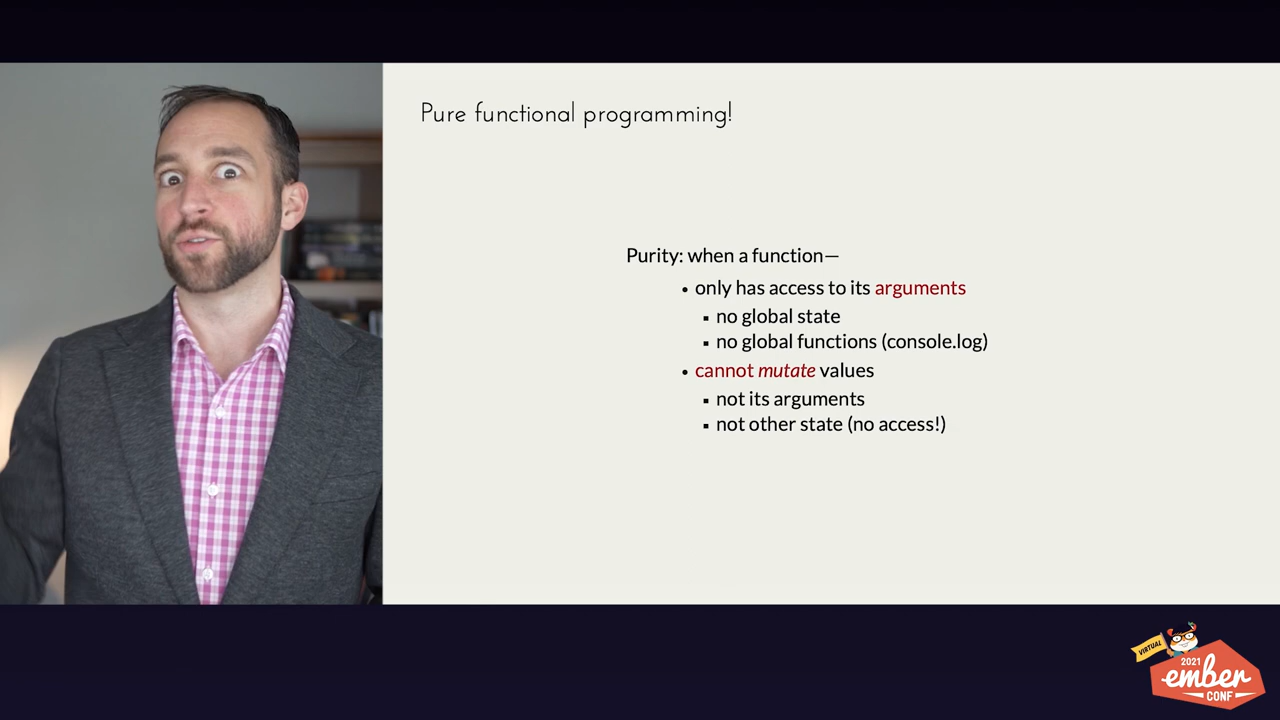 Pure functional programming!
Purity: when a function—
• only has access to its arguments
▪ no global state
▪ no global functions (console.log)
• cannot mutate values
▪ not its arguments
▪ not other state (no access!)
VIRTUAL
2021
ember
CONF